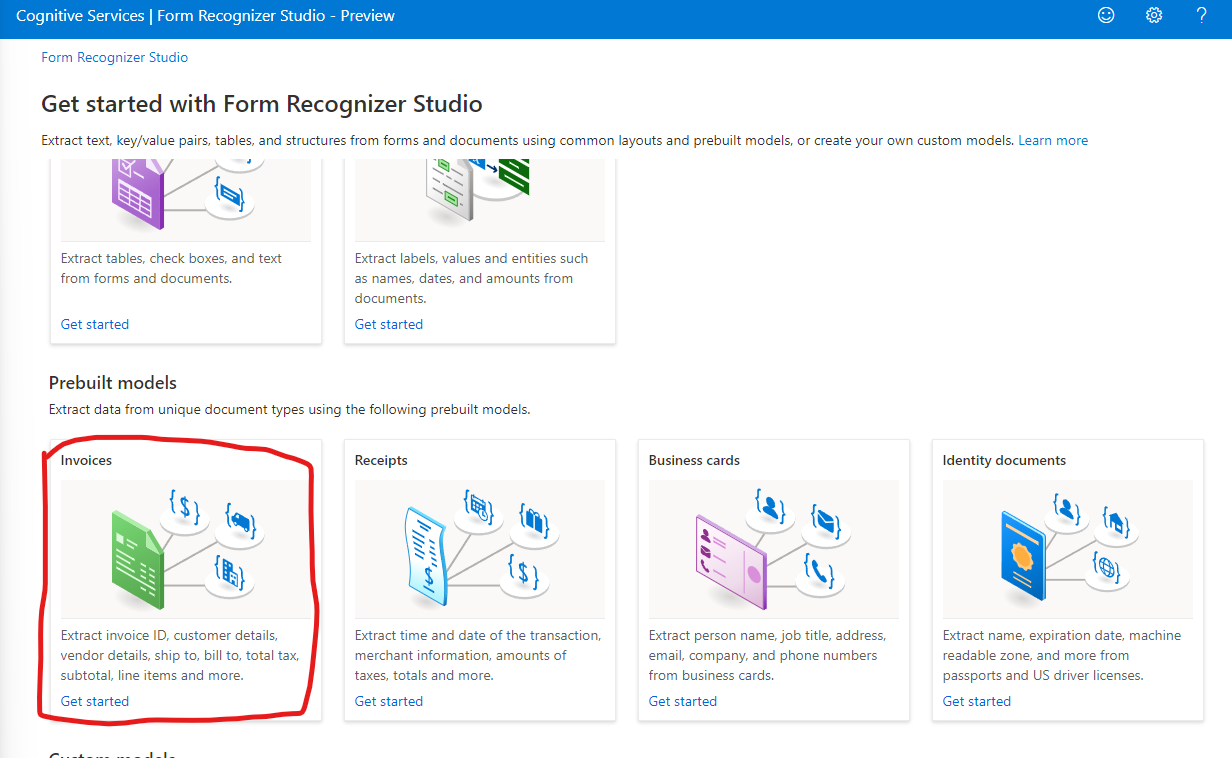 Cognitive Services | Form Recognizer Studio - Preview
Form Recognizer Studio
Get started with Form Recognizer Studio
Extract text, key/value pairs, tables, and structures from forms and documents using common layouts and prebuilt models, or create your own custom models. Learn more
Extract tables, check boxes, and text
from forms and documents.
Get started
Extract labels, values and entities such
as names, dates, and amounts from
documents.
Get started
Prebuilt models
Extract data from unique document types using the following prebuilt models.
Invoices
Extract invoice ID, customer details,
vendor details, ship to, bill to, total tax,
subtotal, line items and more.
Get started
Receipts
Extract time and date of the transaction,
merchant information, amounts of
taxes, totals and more.
Get started
Business cards
Extract person name, job title, address,
email, company, and phone numbers
from business cards.
Get started
Identity documents
Extract name, expiration date, machine
readable zone, and more from
passports and US driver licenses.
Get started
Custom models